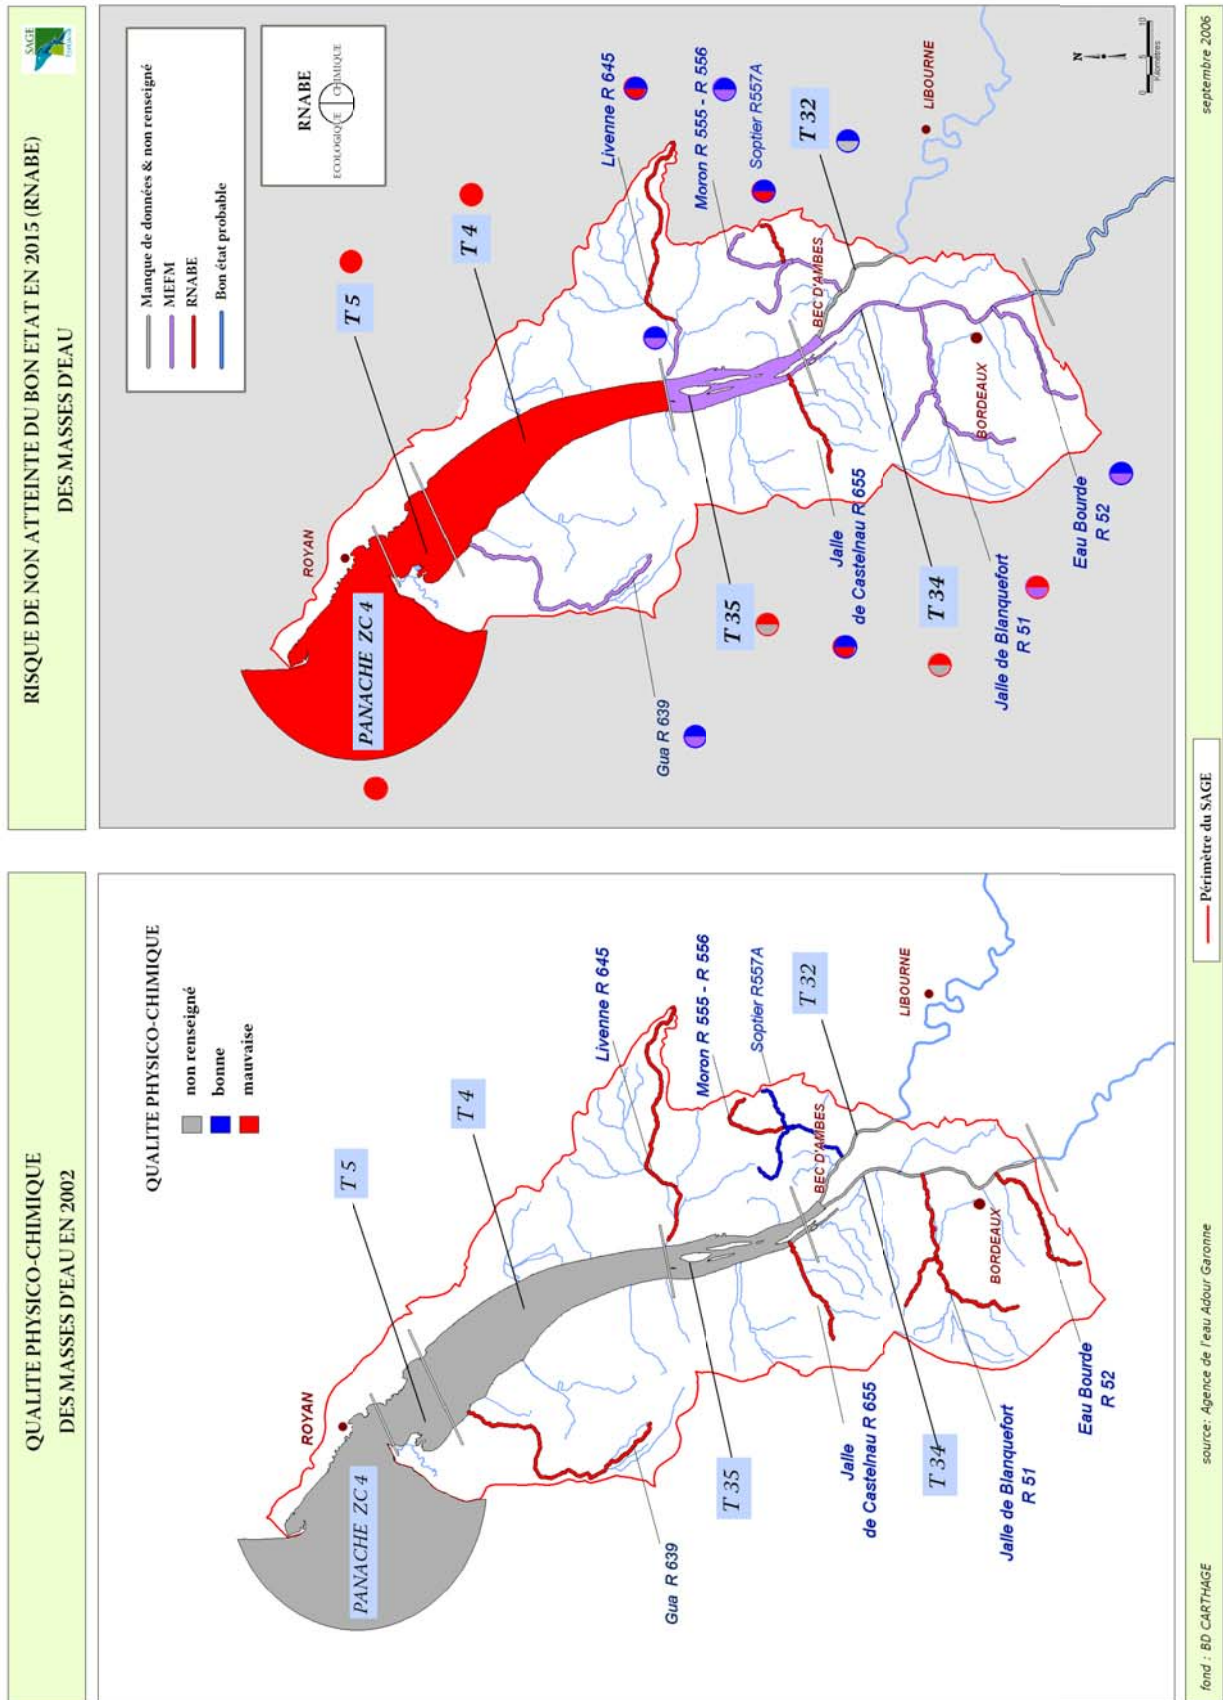 QUALITE PHYSICO-CHIMIQUE
DES MASSES D'EAU EN 2002
QUALITE PHYSICO-CHIMIQUE
non renseigné
bonne
mauvaise
ROYAN
PANACHE ZC 4
T 5
T 4
Livenne R 645
Moron R 555 - R 556
Soptier R557A
T 32
BEC D'AMBES
LIBOURNE
Gua R 639
T 35
Jalle
de Castelnau R 655
T 34
BORDEAUX
Jalle de Blanquefort
R 51
Eau Bourde
R 52
RISQUE DE NON ATTEINTE DU BON ETAT EN 2015 (RNABE)
DES MASSES D'EAU
SAGE
Manque de données & non renseigné
MEFM
RNABE
Bon état probable
RNABE
ECOLOGIQUE CHIMIQUE
ROYAN
PANACHE ZC 4
T 5
T 4
Livenne R 645
Moron R 555 - R 556
Soptier R557A
T 32
BEC D'AMBES
LIBOURNE
Gua R 639
T 35
Jalle
de Castelnau R 655
T 34
BORDEAUX
Jalle de Blanquefort
R 51
Eau Bourde
R 52
N
0 5 10
Kilomètres
fond : BD CARTHAGE
source: Agence de l'eau Adour Garonne
Périmètre du SAGE
septembre 2006